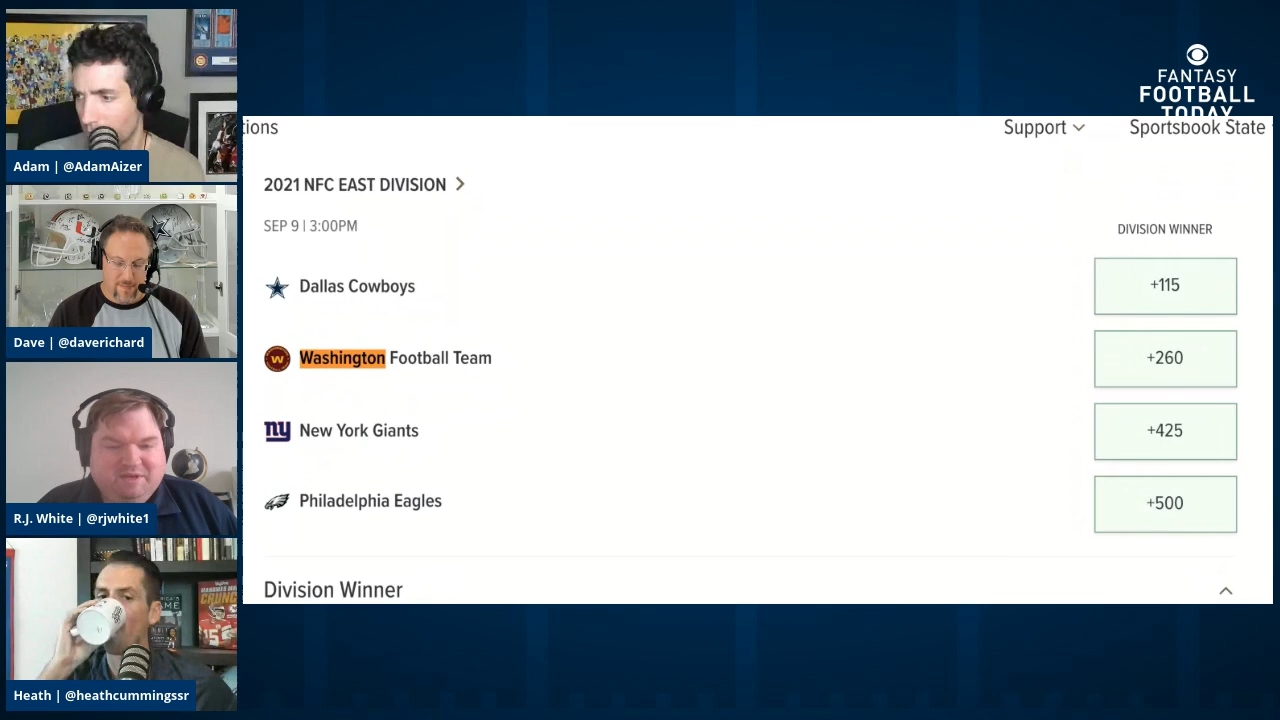 Adam | @AdamAizer
Dave | @daverichard
R.J. White | @rjwhite1
Heath | @heathcummingssr
FANTASY
FOOTBALL
TODAY
tions
Support
Sportsbook State
2021 NFC EAST DIVISION
SEP 9 | 3:00PM
DIVISION WINNER
Dallas Cowboys
+115
W
Washington Football Team
+260
ny
New York Giants
+425
Philadelphia Eagles
+500
Division Winner